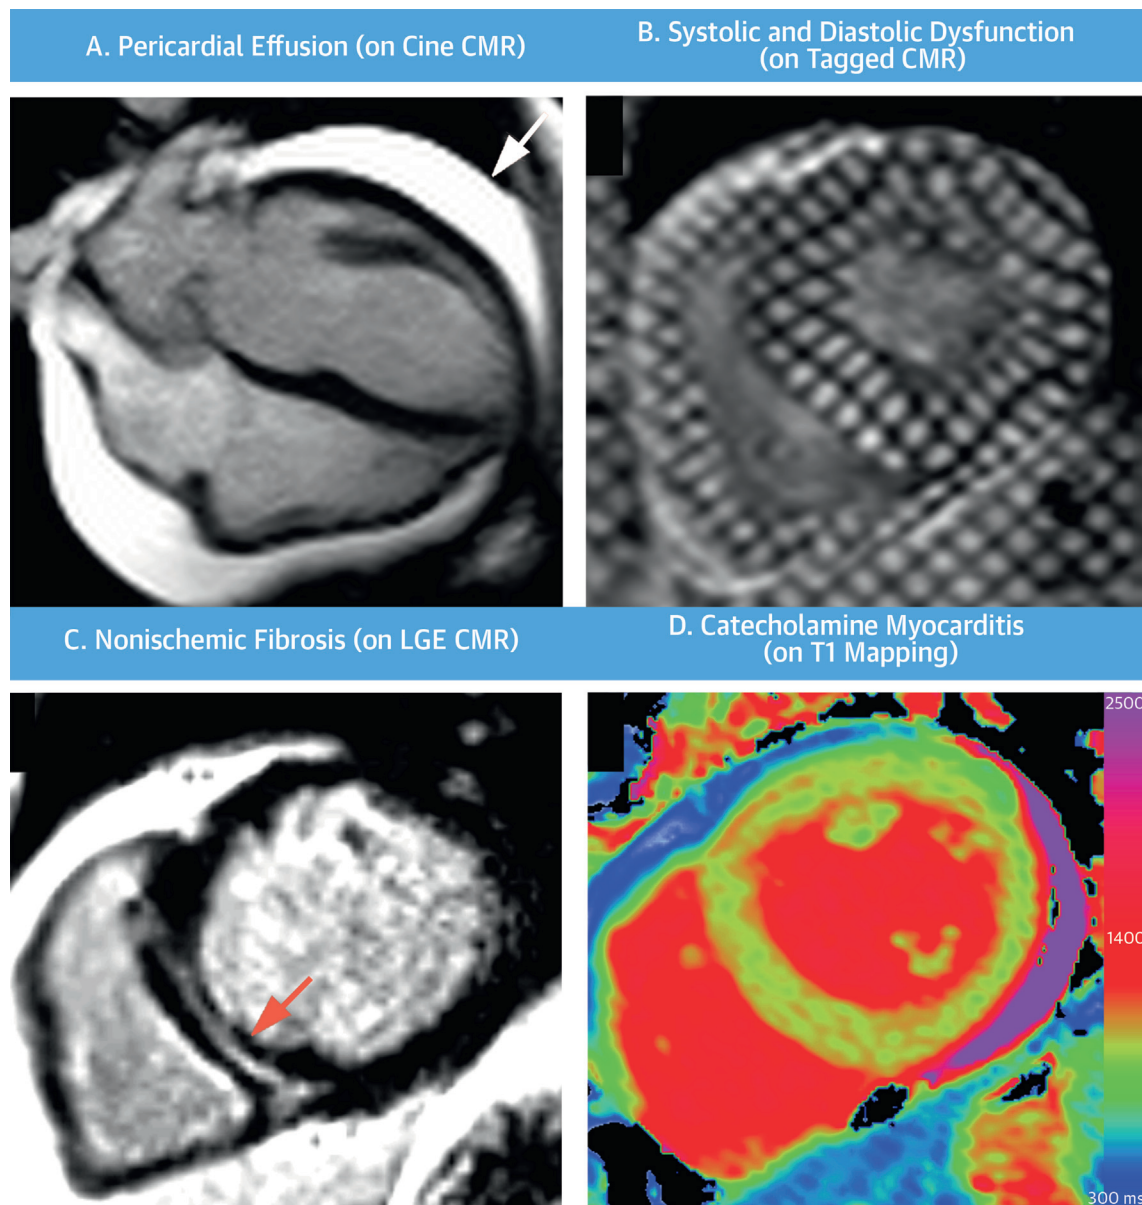 A. Pericardial Effusion (on Cine CMR)
B. Systolic and Diastolic Dysfunction
(on Tagged CMR)
C. Nonischemic Fibrosis (on LGE CMR)
D. Catecholamine Myocarditis
(on T1 Mapping)
2500
1400
300 ms